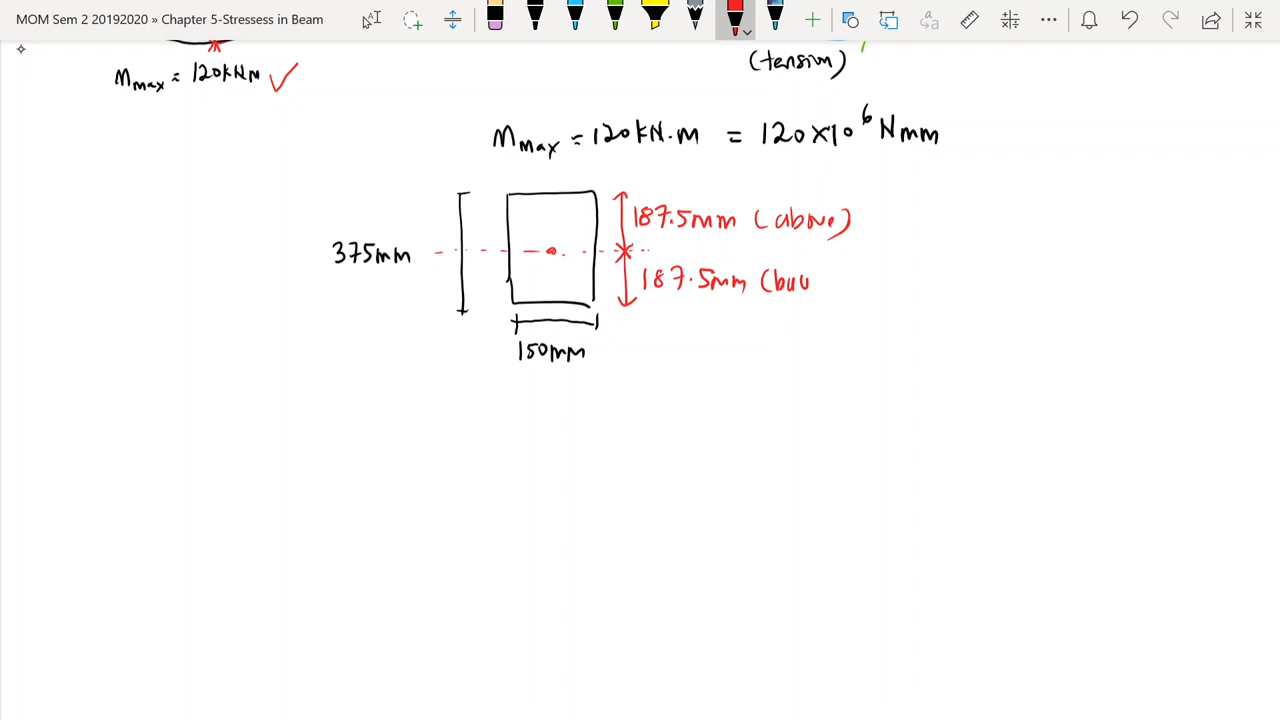 MOM Sem 2 20192020 » Chapter 5-Stressess in Beam
Mmax = 120kNm ✓
(tension)
Mmax = 120kN.m = 120×10⁶ Nmm
187.5mm (above)
375mm
187.5mm
150mm